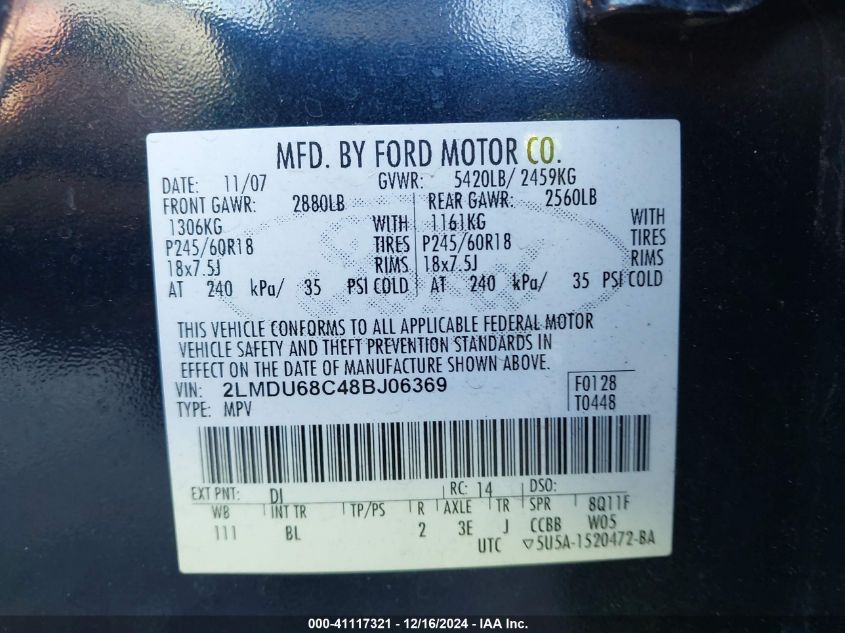 MFD. BY FORD MOTOR CO.
DATE: 11/07 GVWR: 5420LB/ 2459KG
FRONT GAWR: 2880LB REAR GAWR: 2560LB
1306KG WITH 1161KG WITH
P245/60R18 TIRES P245/60R18 TIRES
18x7.5J RIMS 18x7.5J RIMS
AT 240 kPa/ 35 PSI COLD AT 240 kPa/ 35 PSI COLD
THIS VEHICLE CONFORMS TO ALL APPLICABLE FEDERAL MOTOR
VEHICLE SAFETY AND THEFT PREVENTION STANDARDS IN
EFFECT ON THE DATE OF MANUFACTURE SHOWN ABOVE.
VIN: 2LMDU68C48BJ06369 F0128
TYPE: MPV T0448
EXT PNT: DI RC: 14 DSO:
WB INT TR TP/PS R AXLE TR SPR 8Q11F
111 BL 2 3E J CCBB W05
UTC ▽5U5A-1520472-BA
000-41117321 - 12/16/2024 - IAA Inc.